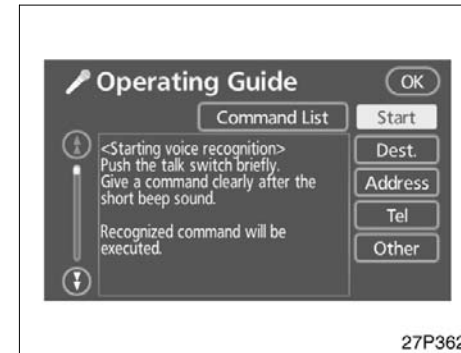 Operating Guide
OK
Command List
Start
<Starting voice recognition>
Push the talk switch briefly.
Give a command clearly after the
short beep sound.
Recognized command will be
executed.
Dest.
Address
Tel
Other
27P362